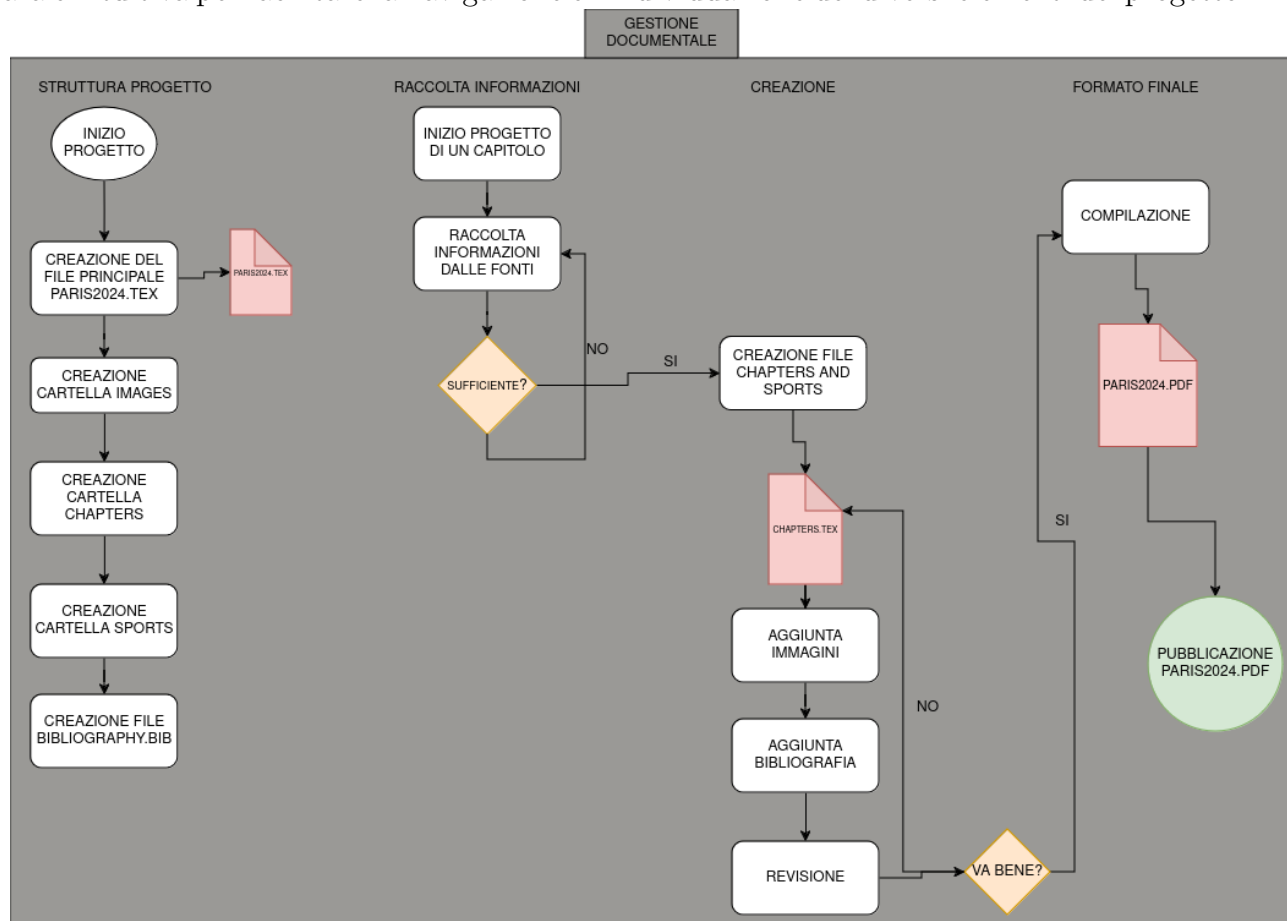 GESTIONE
DOCUMENTALE
STRUTTURA PROGETTO
RACCOLTA INFORMAZIONI
CREAZIONE
FORMATO FINALE
INIZIO
PROGETTO
CREAZIONE DEL
FILE PRINCIPALE
PARIS2024.TEX
PARIS2024.TEX
CREAZIONE
CARTELLA IMAGES
CREAZIONE
CARTELLA
CHAPTERS
CREAZIONE
CARTELLA SPORTS
CREAZIONE FILE
BIBLIOGRAPHY.BIB
INIZIO PROGETTO
DI UN CAPITOLO
RACCOLTA
INFORMAZIONI
DALLE FONTI
SUFFICIENTE?
NO
SI
CREAZIONE FILE
CHAPTERS AND
SPORTS
CHAPTERS.TEX
AGGIUNTA
IMMAGINI
AGGIUNTA
BIBLIOGRAFIA
REVISIONE
VA BENE?
NO
SI
COMPILAZIONE
PARIS2024.PDF
PUBBLICAZIONE
PARIS2024.PDF